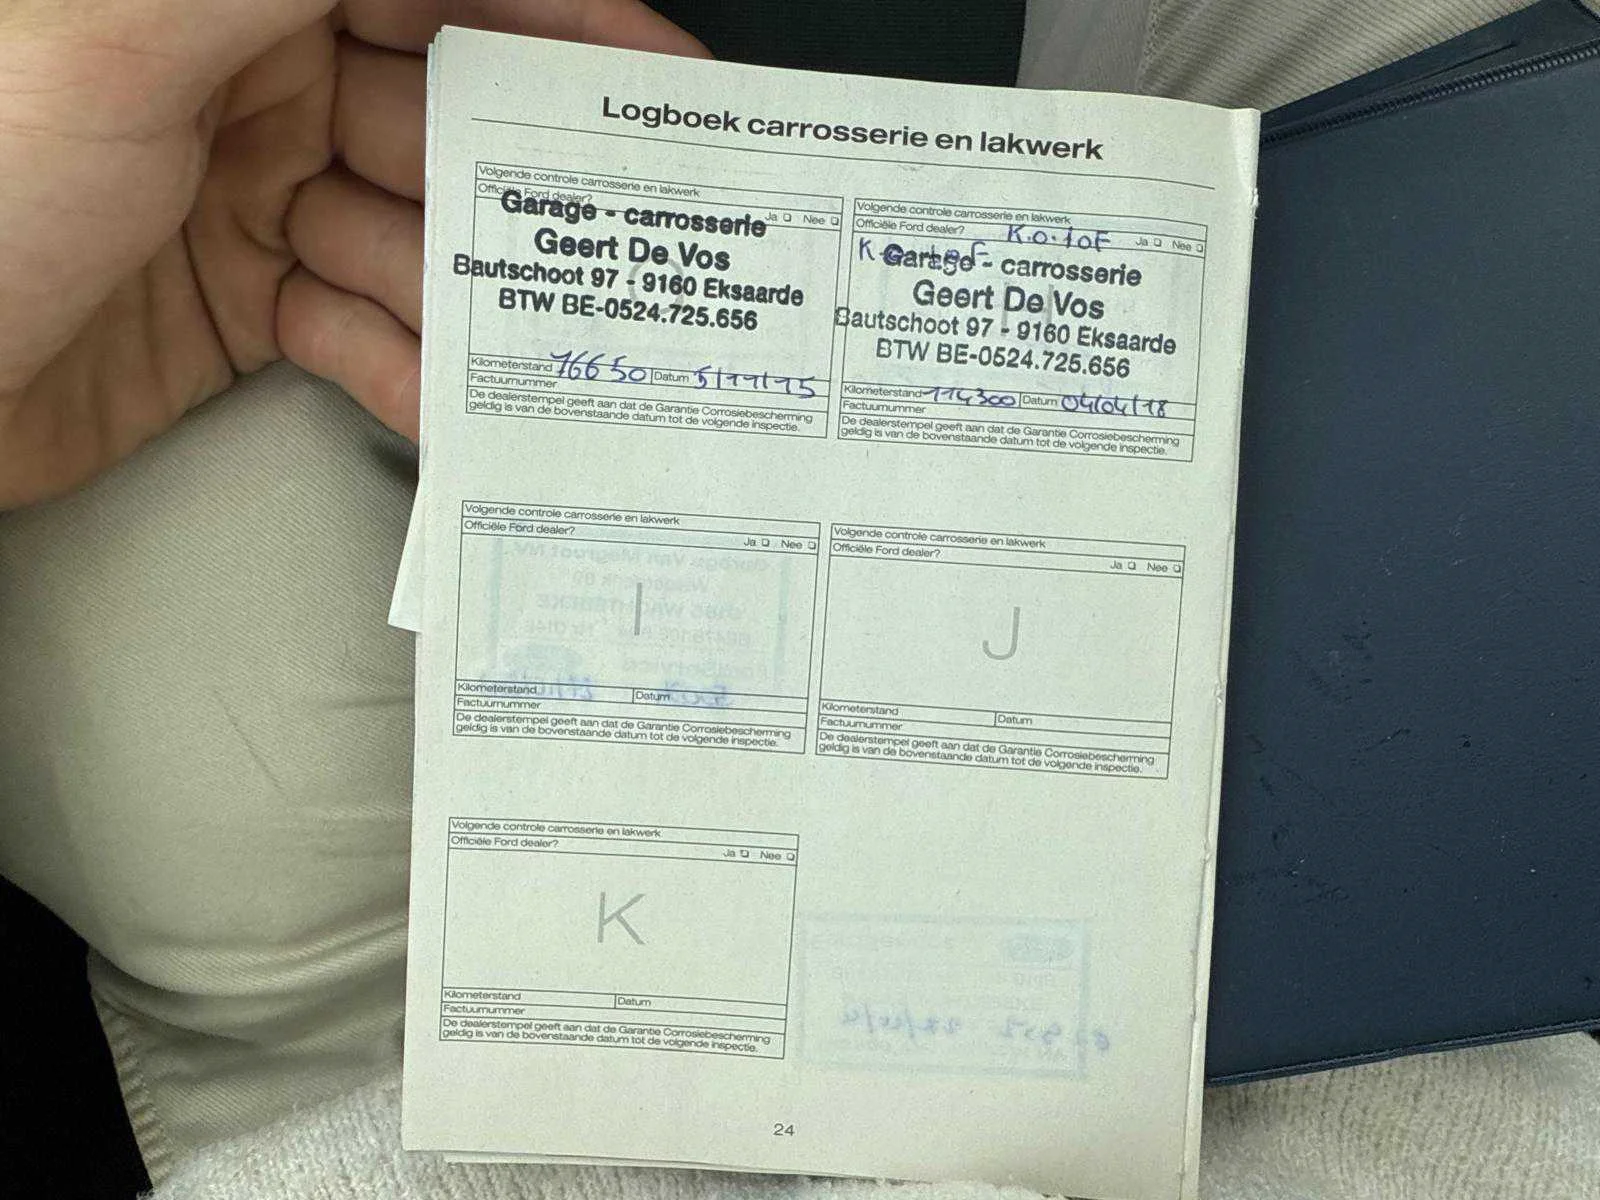 Logboek carrosserie en lakwerk
Volgende controle carrosserie en lakwerk
Officiële Ford dealer?
Ja Nee
Garage - carrosserie
Geert De Vos
Bautschoot 97 - 9160 Eksaarde
BTW BE-0524.725.656
G
Kilometerstand 76650 Datum 5/11/15
Factuurnummer
De dealerstempel geeft aan dat de Garantie Corrosiebescherming
geldig is van de bovenstaande datum tot de volgende inspectie.
Volgende controle carrosserie en lakwerk
Officiële Ford dealer? K.0.10F Ja Nee
Garage - carrosserie
Geert De Vos
Bautschoot 97 - 9160 Eksaarde
BTW BE-0524.725.656
H
Kilometerstand 114300 Datum 04/04/18
Factuurnummer
De dealerstempel geeft aan dat de Garantie Corrosiebescherming
geldig is van de bovenstaande datum tot de volgende inspectie.
Volgende controle carrosserie en lakwerk
Officiële Ford dealer?
Ja Nee
I
Kilometerstand Datum
Factuurnummer
De dealerstempel geeft aan dat de Garantie Corrosiebescherming
geldig is van de bovenstaande datum tot de volgende inspectie.
Volgende controle carrosserie en lakwerk
Officiële Ford dealer?
Ja Nee
J
Kilometerstand Datum
Factuurnummer
De dealerstempel geeft aan dat de Garantie Corrosiebescherming
geldig is van de bovenstaande datum tot de volgende inspectie.
Volgende controle carrosserie en lakwerk
Officiële Ford dealer?
Ja Nee
K
Kilometerstand Datum
Factuurnummer
De dealerstempel geeft aan dat de Garantie Corrosiebescherming
geldig is van de bovenstaande datum tot de volgende inspectie.
24